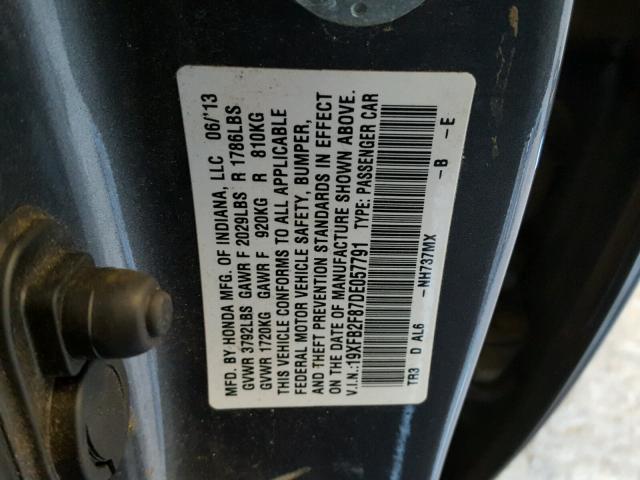 MFD. BY HONDA MFG. OF INDIANA, LLC 06/'13
GVWR 3792LBS GAWR F 2029LBS R 1786LBS
GVWR 1720KG GAWR F 920KG R 810KG
THIS VEHICLE CONFORMS TO ALL APPLICABLE
FEDERAL MOTOR VEHICLE SAFETY, BUMPER,
AND THEFT PREVENTION STANDARDS IN EFFECT
ON THE DATE OF MANUFACTURE SHOWN ABOVE.
V.I.N.:19XFB2F87DE057791 TYPE: PASSENGER CAR
TR3 D AL6 -NH737MX -B -E